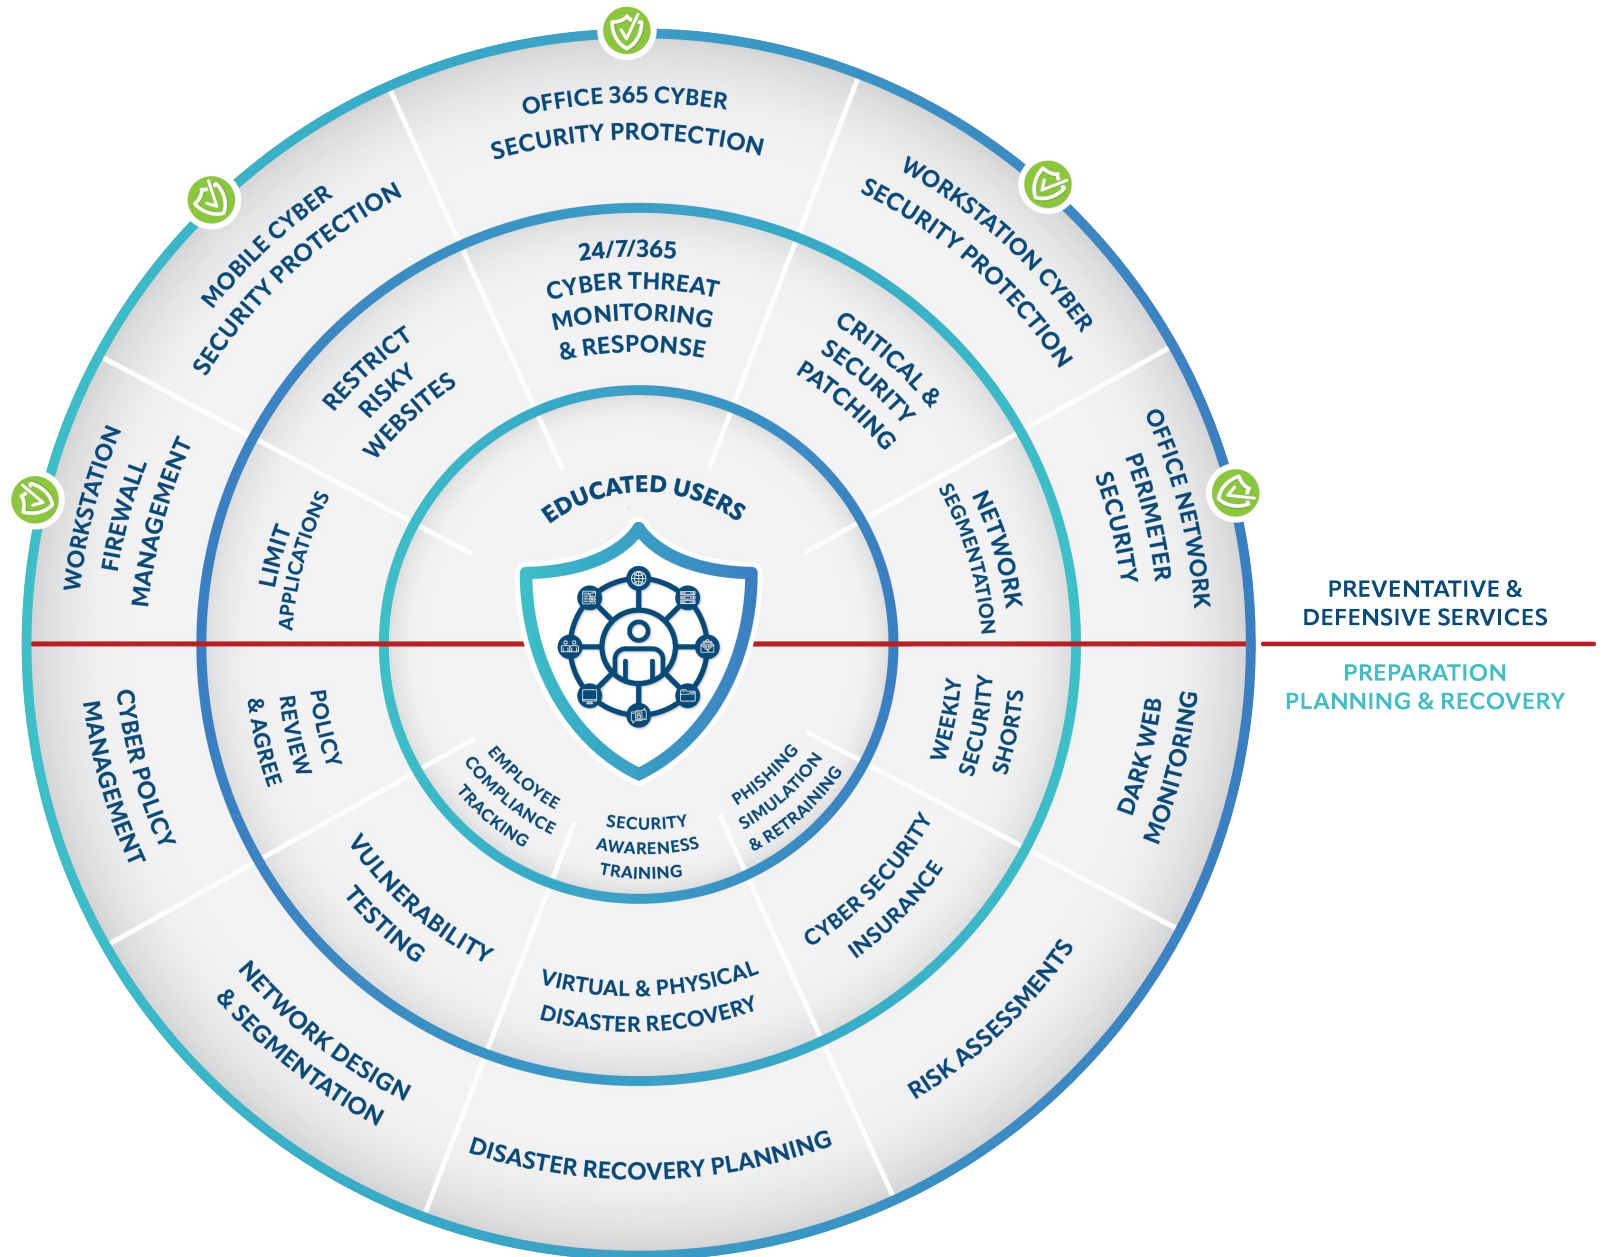 OFFICE 365 CYBER
SECURITY PROTECTION
MOBILE CYBER
SECURITY PROTECTION
WORKSTATION CYBER
SECURITY PROTECTION
WORKSTATION
FIREWALL
MANAGEMENT
OFFICE NETWORK
PERIMETER
SECURITY
24/7/365
CYBER THREAT
MONITORING
& RESPONSE
RESTRICT
RISKY
WEBSITES
CRITICAL &
SECURITY
PATCHING
LIMIT
APPLICATIONS
NETWORK
SEGMENTATION
EDUCATED USERS
PREVENTATIVE &
DEFENSIVE SERVICES
PREPARATION
PLANNING & RECOVERY
CYBER POLICY
MANAGEMENT
POLICY
REVIEW
& AGREE
EMPLOYEE
COMPLIANCE
TRACKING
SECURITY
AWARENESS
TRAINING
PHISHING
SIMULATION
& RETRAINING
WEEKLY
SECURITY
SHORTS
DARK WEB
MONITORING
VULNERABILITY
TESTING
VIRTUAL & PHYSICAL
DISASTER RECOVERY
CYBER SECURITY
INSURANCE
NETWORK DESIGN
& SEGMENTATION
DISASTER RECOVERY PLANNING
RISK ASSESSMENTS